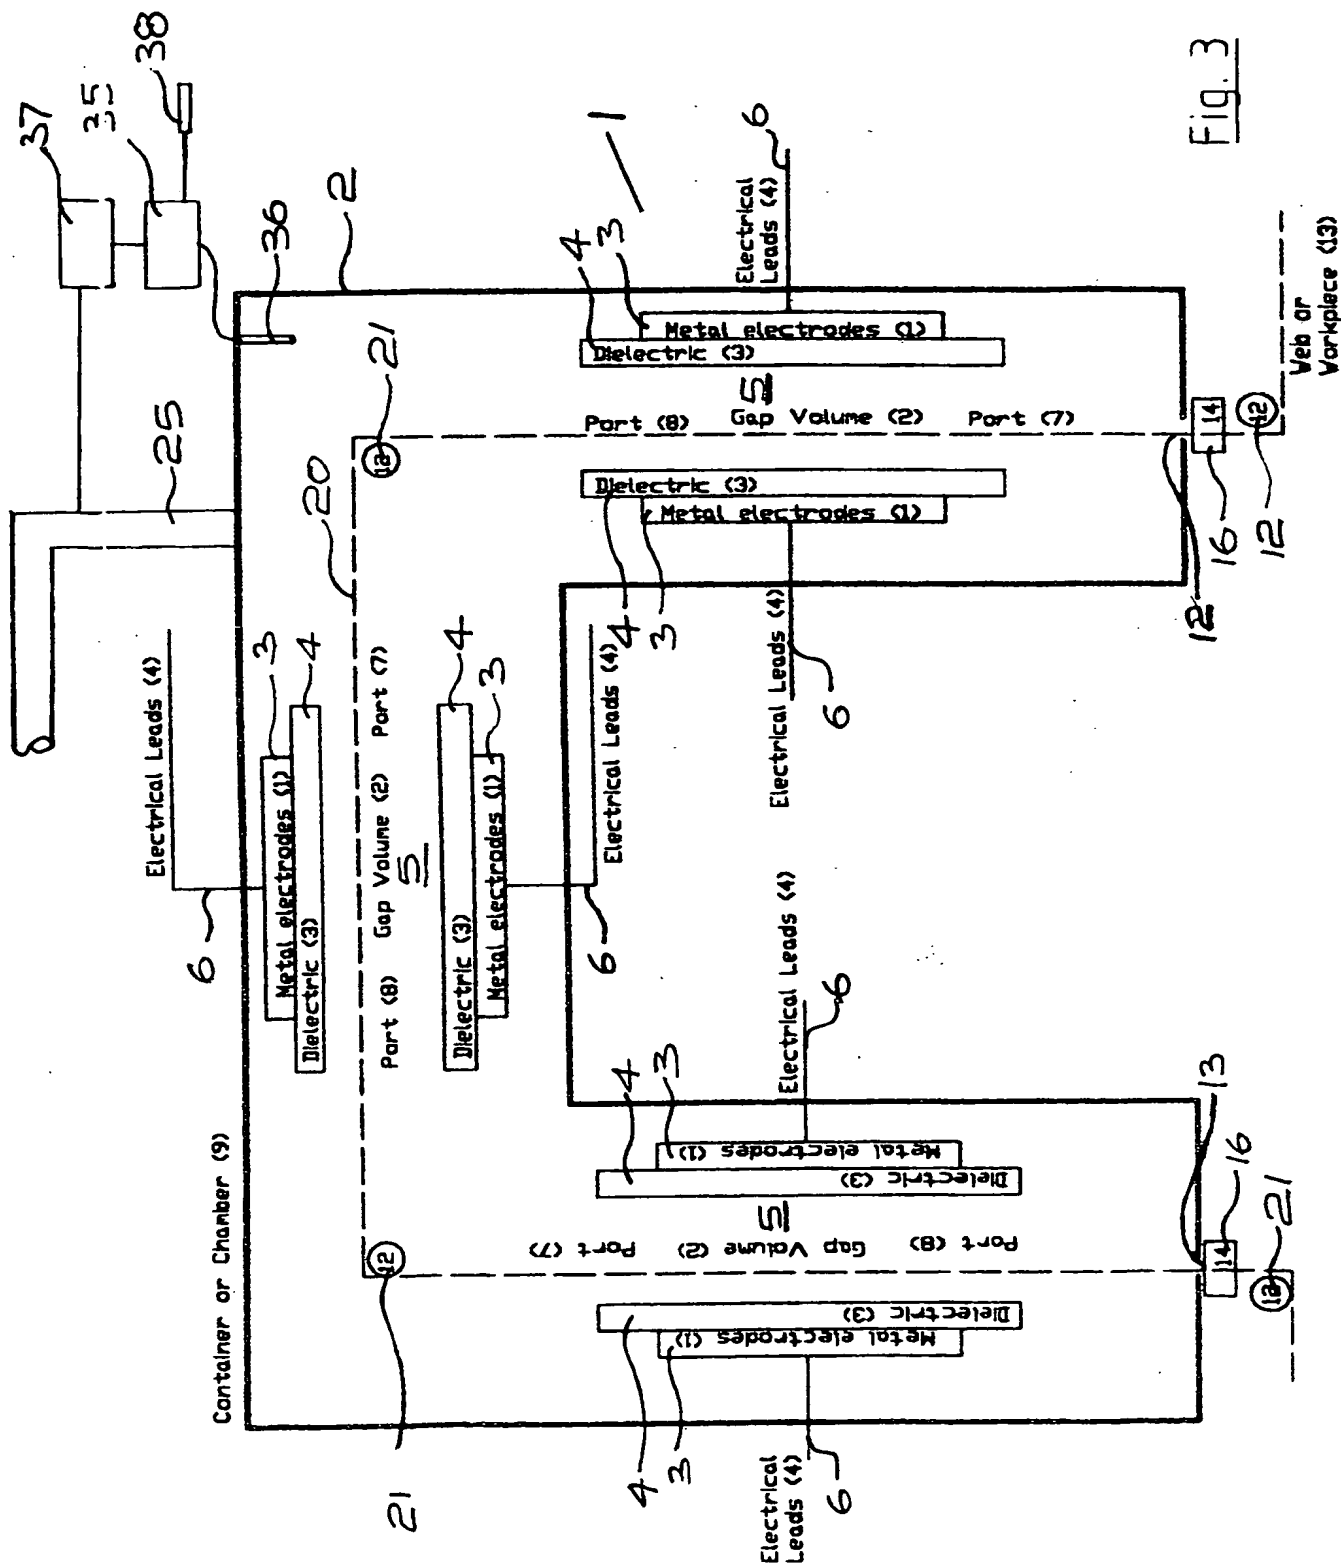 37
35
38
25
36
2
Electrical Leads (4)
3
4
20
21
12
1
6
Metal electrodes (1)
Dielectric (3)
Port (8) Gap Volume (2) Port (7)
5
Dielectric (3)
4
Metal electrodes (1)
3
Electrical Leads (4)
6
Container or Chamber (9)
12
21
4
3
Electrical
Leads (4)
6
Metal electrodes (1)
Dielectric (3)
5
Port (8) Gap Volume (2) Port (7)
Dielectric (3)
Metal electrodes (1)
4
3
Electrical Leads (4)
6
12
14
16
12
12
Web or
Workpiece (13)
Electrical Leads (4)
6
4
3
Metal electrodes (1)
Dielectric (3)
5
Port (7) Gap Volume (2) Port (8)
Dielectric (3)
Metal electrodes (1)
4
3
Electrical
Leads (4)
6
13
14
16
12
21
Fig. 3